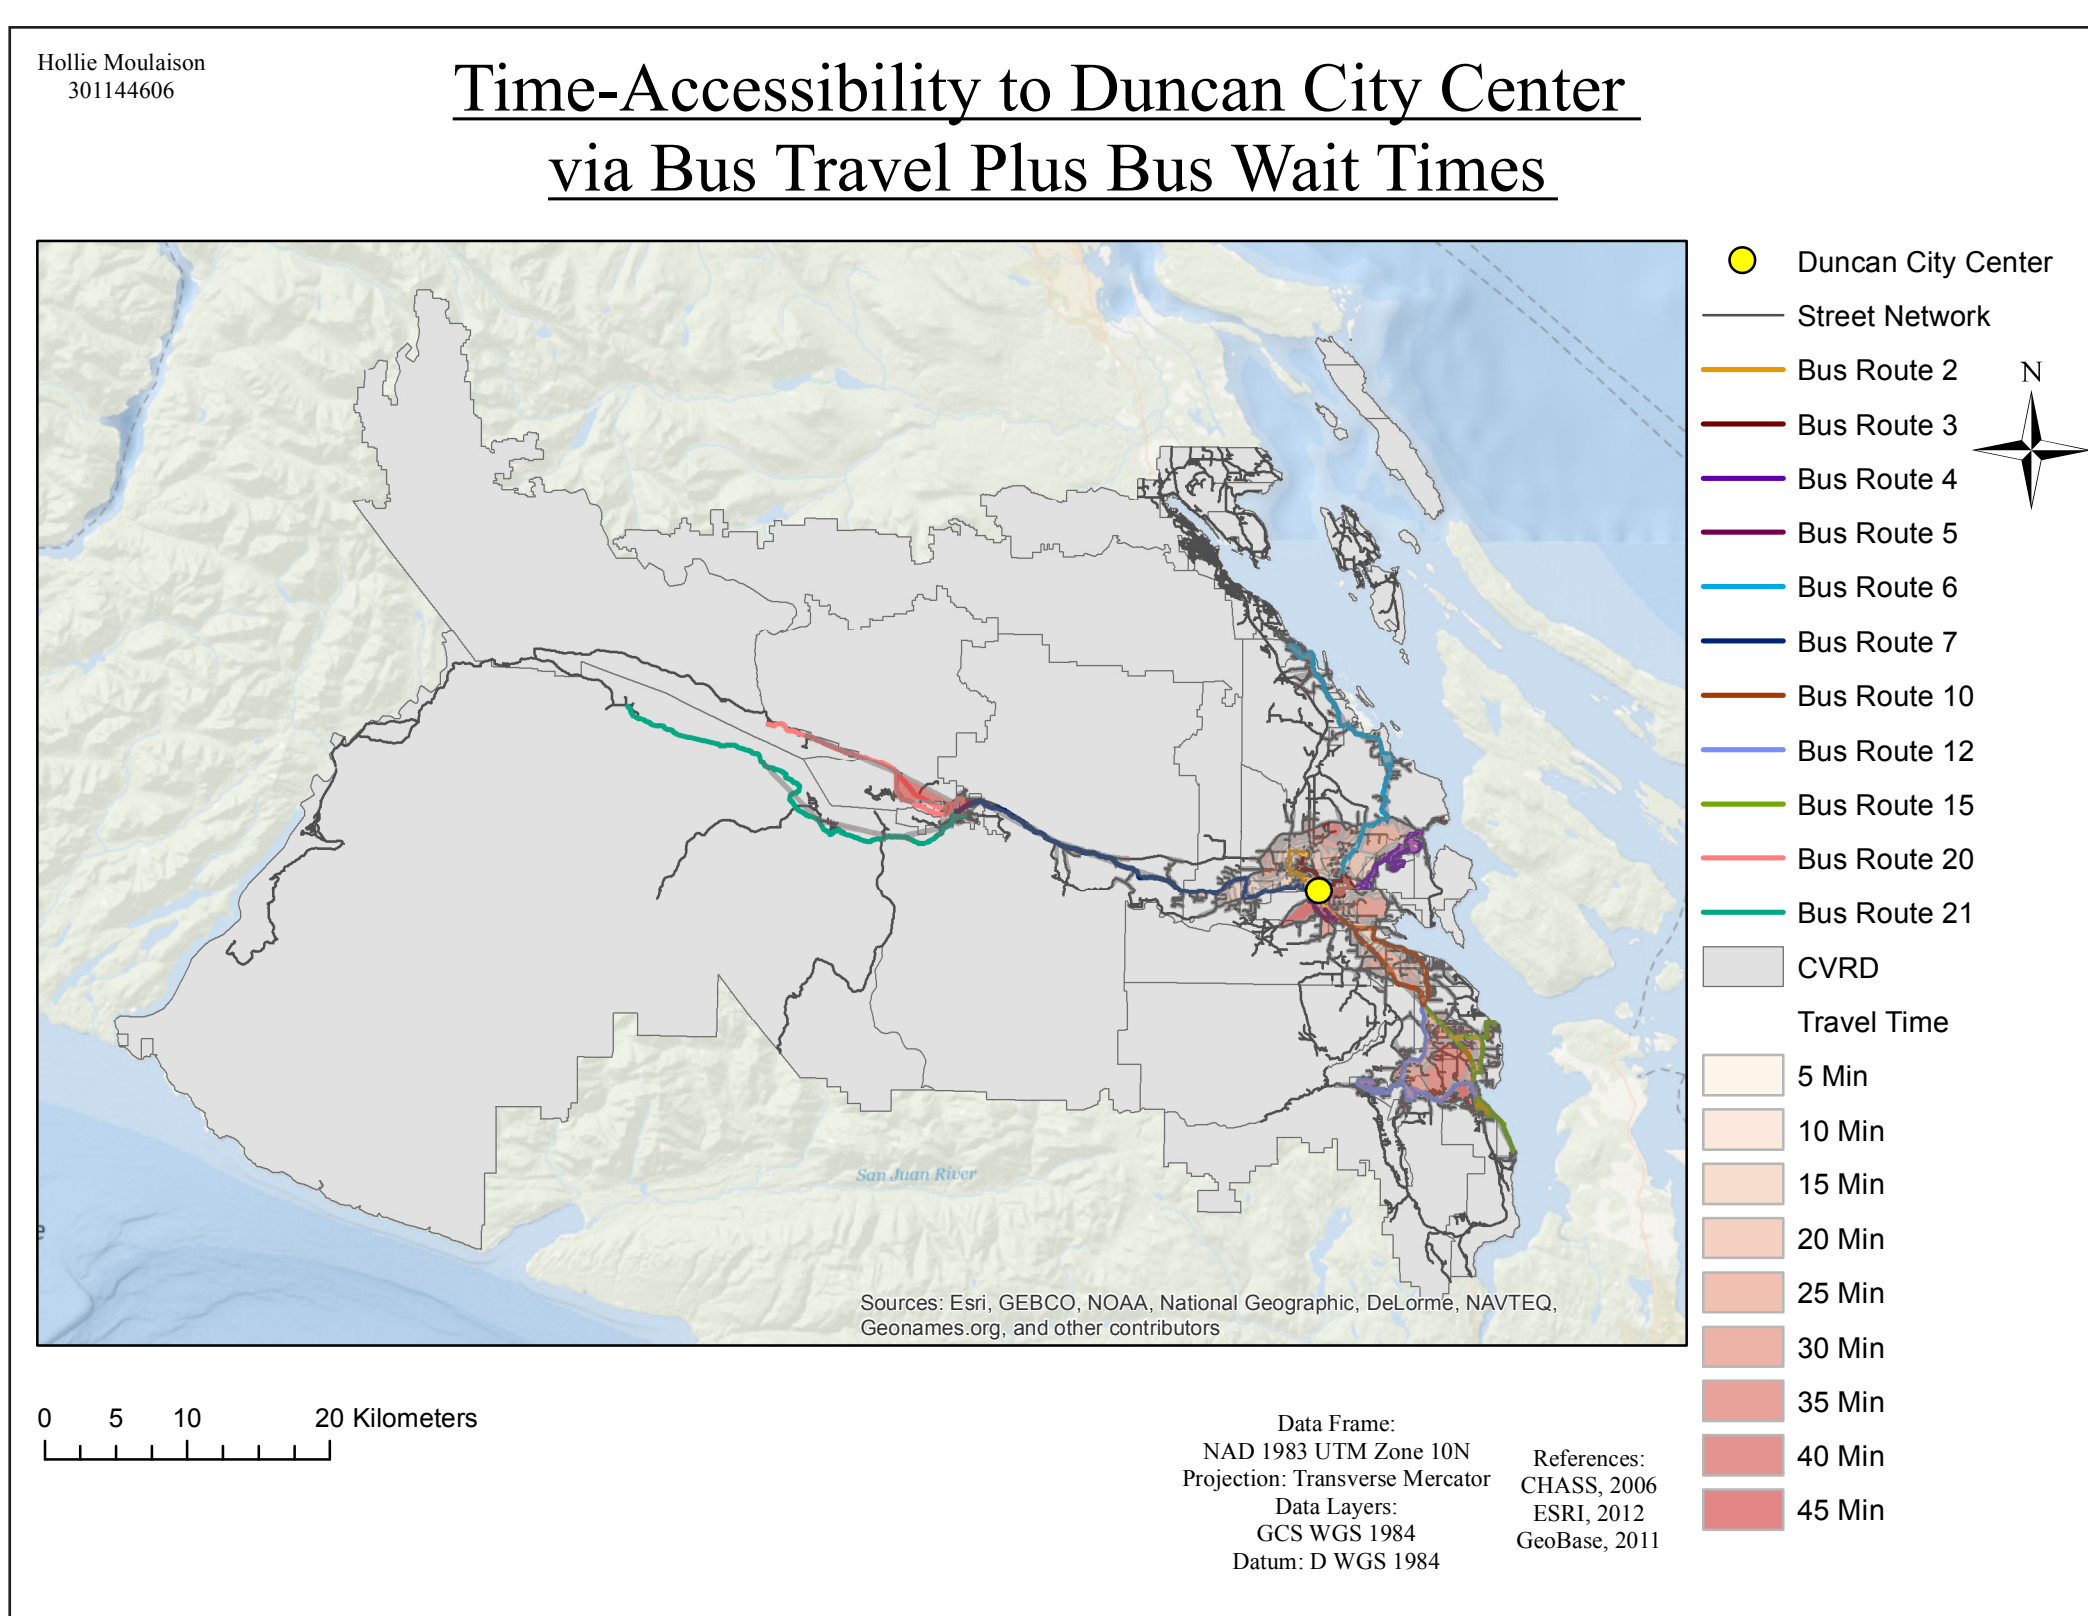 Hollie Moulaison
301144606
Time-Accessibility to Duncan City Center
via Bus Travel Plus Bus Wait Times
Duncan City Center
Street Network
Bus Route 2
N
Bus Route 3
Bus Route 4
Bus Route 5
Bus Route 6
Bus Route 7
Bus Route 10
Bus Route 12
Bus Route 15
Bus Route 20
Bus Route 21
CVRD
Travel Time
5 Min
10 Min
15 Min
20 Min
25 Min
30 Min
35 Min
40 Min
45 Min
San Juan River
e
Sources: Esri, GEBCO, NOAA, National Geographic, DeLorme, NAVTEQ,
Geonames.org, and other contributors
0 5 10 20 Kilometers
Data Frame:
NAD 1983 UTM Zone 10N
Projection: Transverse Mercator
Data Layers:
GCS WGS 1984
Datum: D WGS 1984
References:
CHASS, 2006
ESRI, 2012
GeoBase, 2011